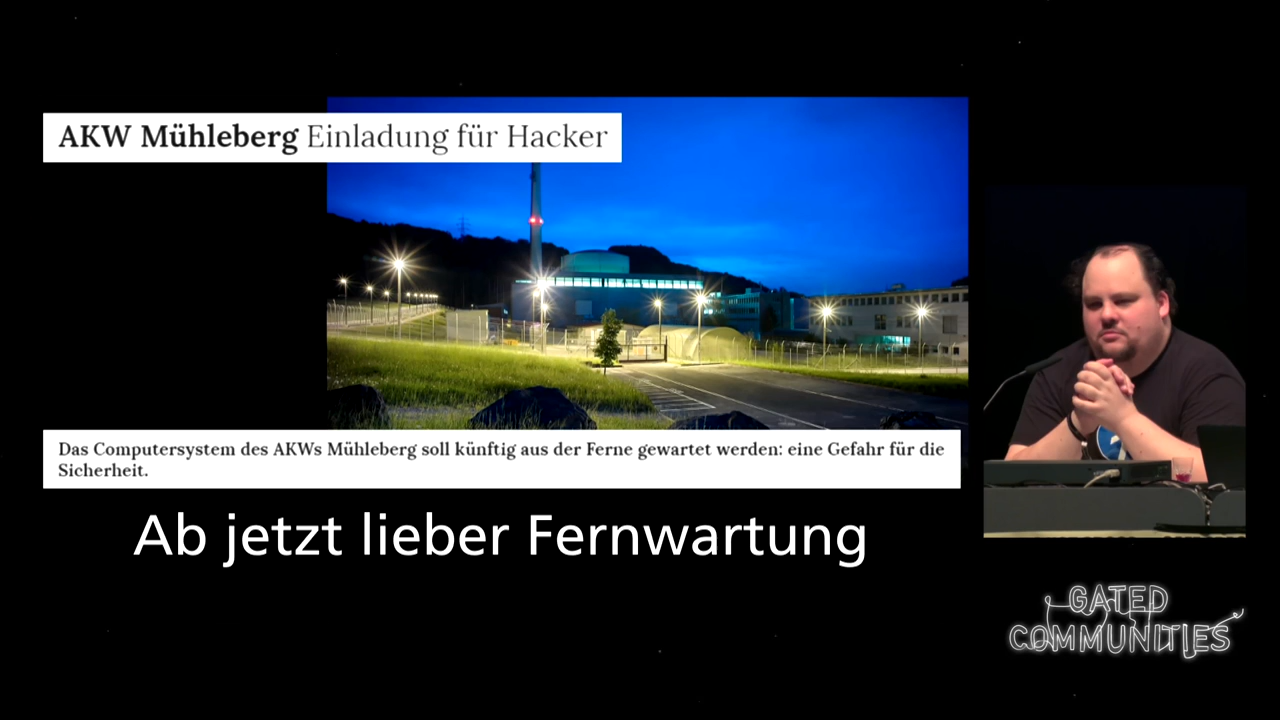 AKW Mühleberg Einladung für Hacker
Das Computersystem des AKWs Mühleberg soll künftig aus der Ferne gewartet werden: eine Gefahr für die
Sicherheit.
Ab jetzt lieber Fernwartung
GATED
COMMUNITIES